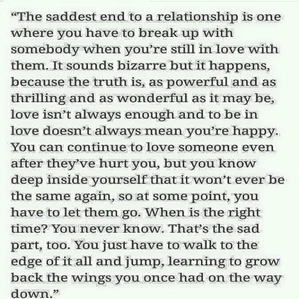 “The saddest end to a relationship is one
where you have to break up with
somebody when you’re still in love with
them. It sounds bizarre but it happens,
because the truth is, as powerful and as
thrilling and as wonderful as it may be,
love isn’t always enough and to be in
love doesn’t always mean you’re happy.
You can continue to love someone even
after they’ve hurt you, but you know
deep inside yourself that it won’t ever be
the same again, so at some point, you
have to let them go. When is the right
time? You never know. That’s the sad
part, too. You just have to walk to the
edge of it all and jump, learning to grow
back the wings you once had on the way
down.”